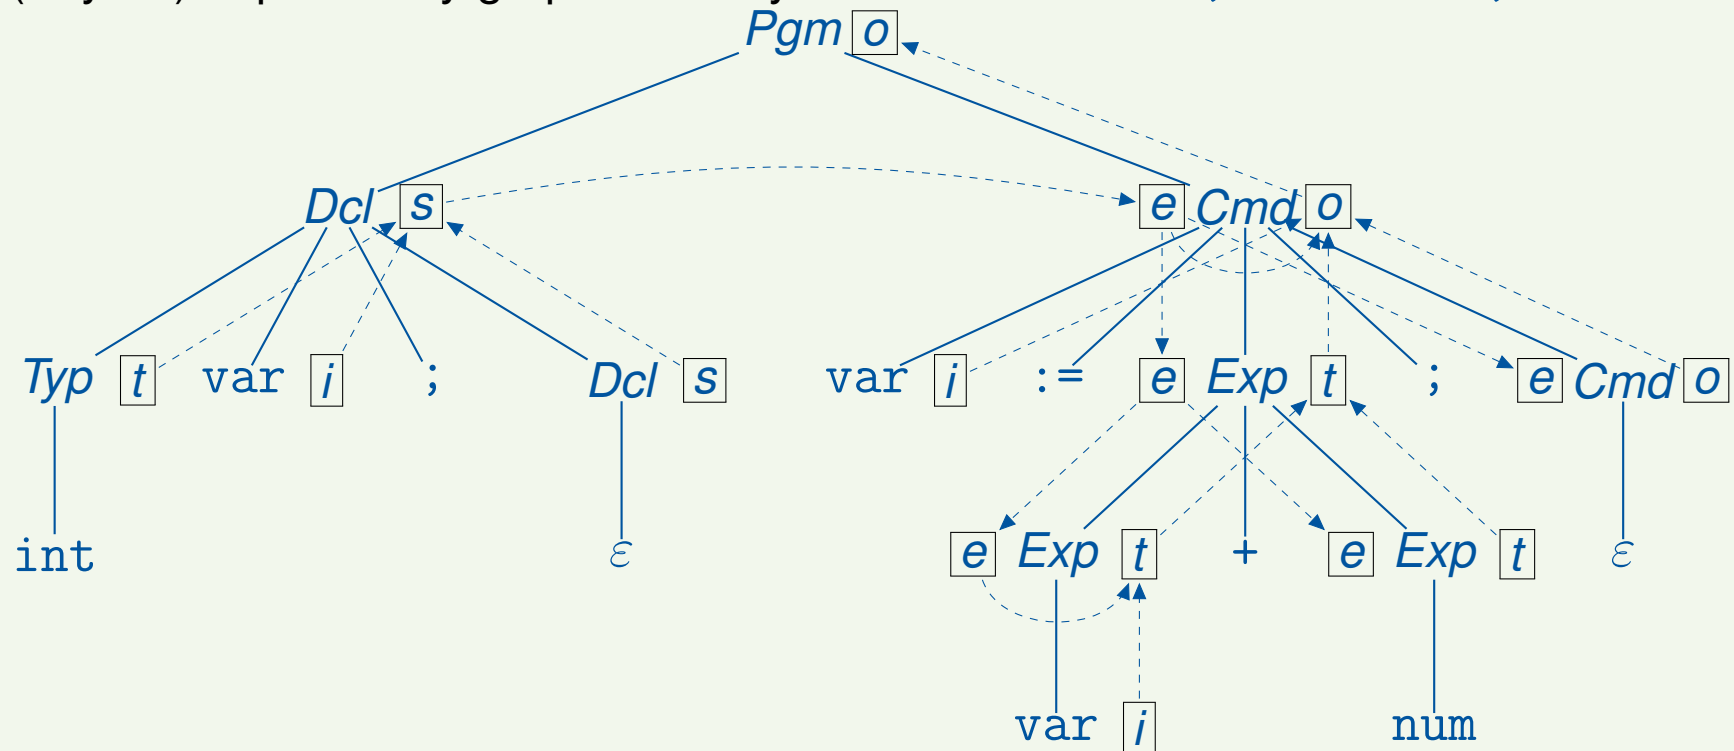 Pgm o
Dcl s e Cmd o
Typ t var i ; Dcl s var i := e Exp t ; e Cmd o
int ε e Exp t + e Exp t ε
var i num